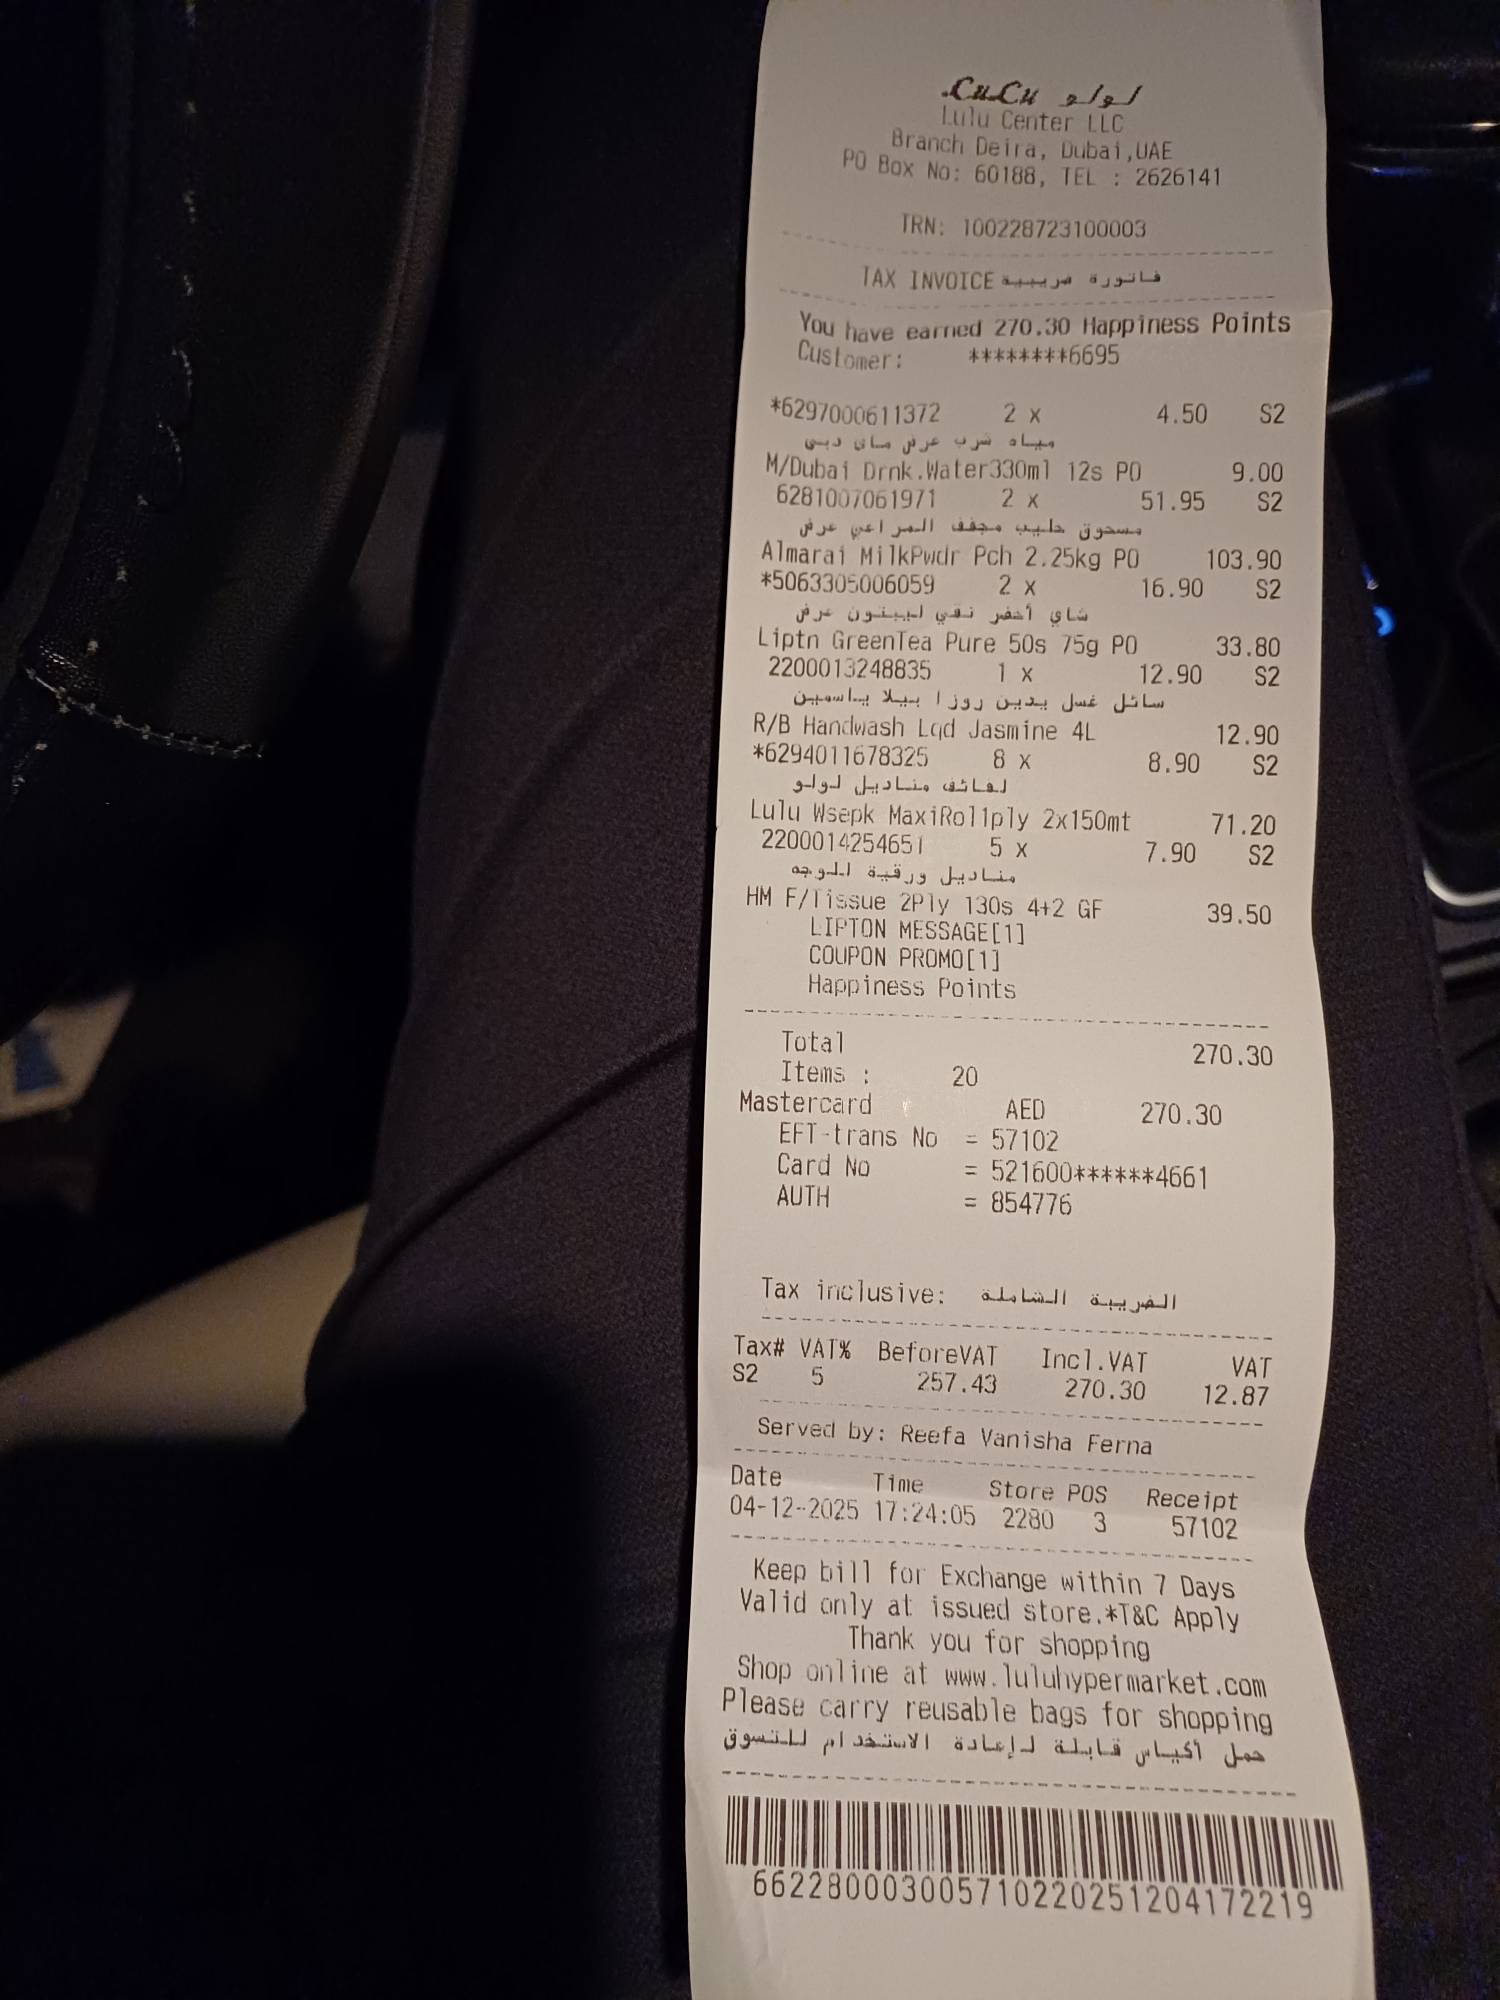 LuLu لولو
Lulu Center LLC
Branch Deira, Dubai,UAE
PO Box No: 60188, TEL : 2626141
TRN: 100228723100003
TAX INVOICE فاتورة ضريبية
You have earned 270.30 Happiness Points
Customer: ********6695
*6297000611372 2 x 4.50 S2
مياه شرب عرض ماي دبي
M/Dubai Drnk.Water330ml 12s PO 9.00
6281007061971 2 x 51.95 S2
مسحوق حليب مجفف المراعي عرض
Almarai MilkPwdr Pch 2.25kg PO 103.90
*5063305006059 2 x 16.90 S2
شاي أخضر نقي ليبتون عرض
Liptn GreenTea Pure 50s 75g PO 33.80
2200013248835 1 x 12.90 S2
سائل غسل يدين روزا بيلا ياسمين
R/B Handwash Lqd Jasmine 4L 12.90
*6294011678325 8 x 8.90 S2
لفائف مناديل لولو
Lulu Wsepk MaxiRol1ply 2x150mt 71.20
2200014254651 5 x 7.90 S2
مناديل ورقية للوجه
HM F/Tissue 2Ply 130s 4+2 GF 39.50
LIPTON MESSAGE[1]
COUPON PROMO[1]
Happiness Points
Total 270.30
Items : 20
Mastercard AED 270.30
EFT-trans No = 57102
Card No = 521600******4661
AUTH = 854776
Tax inclusive: الضريبة الشاملة
Tax# VAT% BeforeVAT Incl.VAT VAT
S2 5 257.43 270.30 12.87
Served by: Reefa Vanisha Ferna
Date Time Store POS Receipt
04-12-2025 17:24:05 2280 3 57102
Keep bill for Exchange within 7 Days
Valid only at issued store.*T&C Apply
Thank you for shopping
Shop online at www.luluhypermarket.com
Please carry reusable bags for shopping
حمل أكياس قابلة لإعادة الاستخدام للتسوق
662280003005710220251204172219